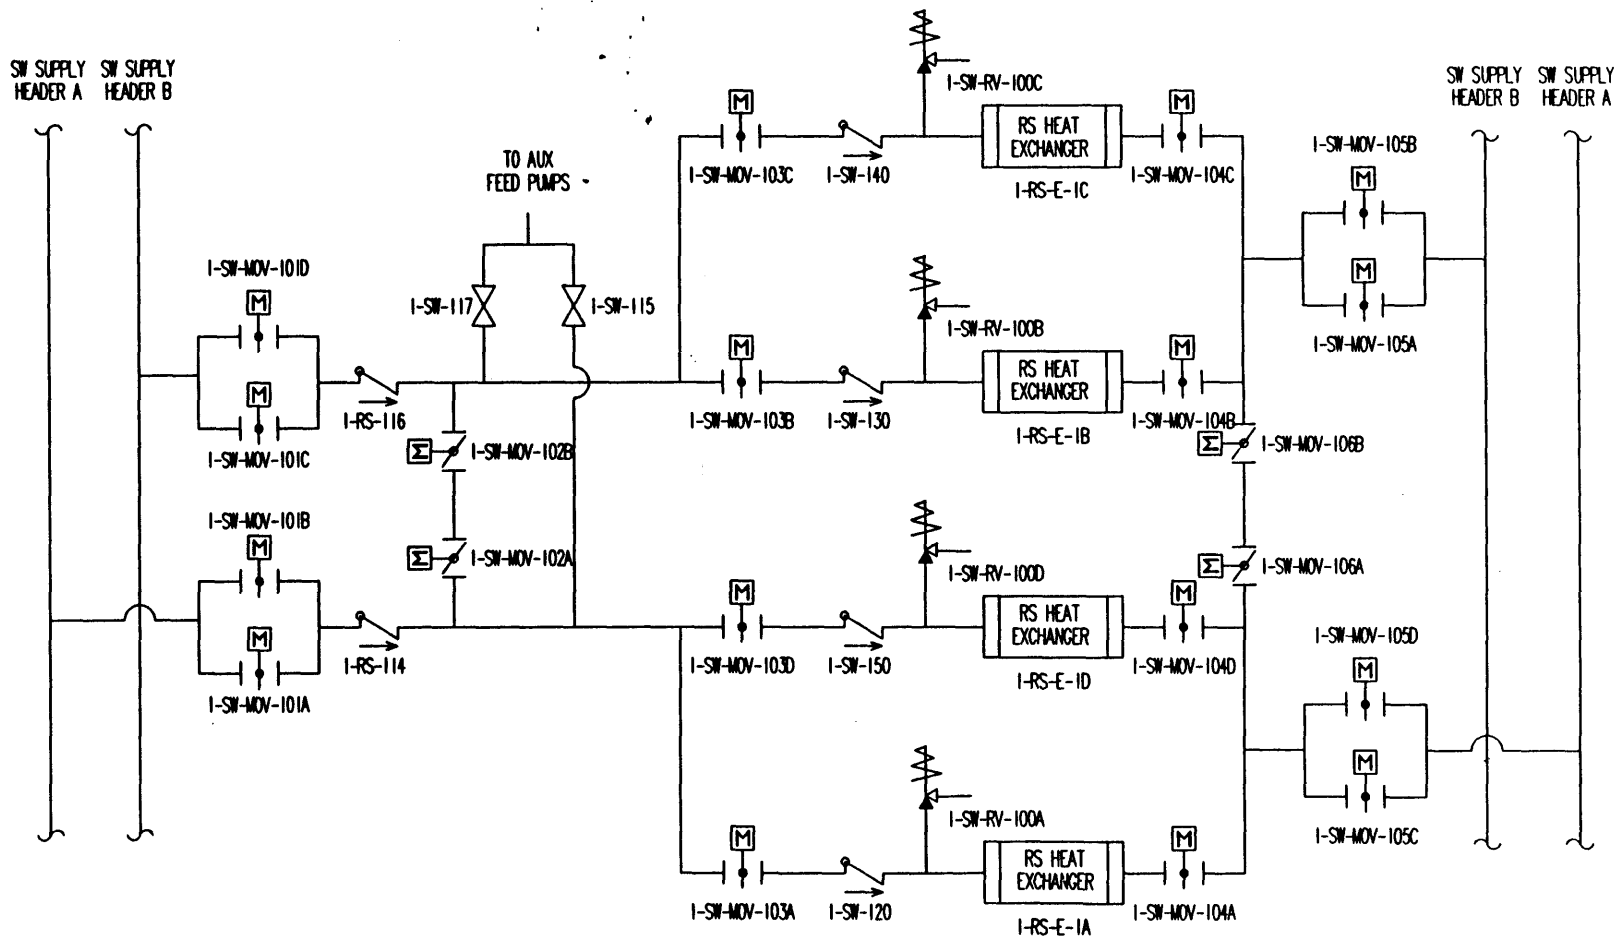 SW SUPPLY
HEADER A
SW SUPPLY
HEADER B
TO AUX
FEED PUMPS
1-SW-RV-100C
M
1-SW-MOV-103C
1-SW-140
RS HEAT
EXCHANGER
1-RS-E-1C
M
1-SW-MOV-104C
SW SUPPLY
HEADER B
SW SUPPLY
HEADER A
1-SW-MOV-105B
M
M
1-SW-MOV-105A
1-SW-MOV-101D
M
M
1-SW-MOV-101C
1-RS-116
1-SW-117
1-SW-115
1-SW-RV-100B
M
1-SW-MOV-103B
1-SW-130
RS HEAT
EXCHANGER
1-RS-E-1B
M
1-SW-MOV-104B
Σ
1-SW-MOV-102B
Σ
1-SW-MOV-106B
1-SW-MOV-101B
M
M
1-SW-MOV-101A
1-RS-114
Σ
1-SW-MOV-102A
Σ
1-SW-MOV-106A
1-SW-RV-100D
M
1-SW-MOV-103D
1-SW-150
RS HEAT
EXCHANGER
1-RS-E-1D
M
1-SW-MOV-104D
1-SW-MOV-105D
M
M
1-SW-MOV-105C
1-SW-RV-100A
M
1-SW-MOV-103A
1-SW-120
RS HEAT
EXCHANGER
1-RS-E-1A
M
1-SW-MOV-104A